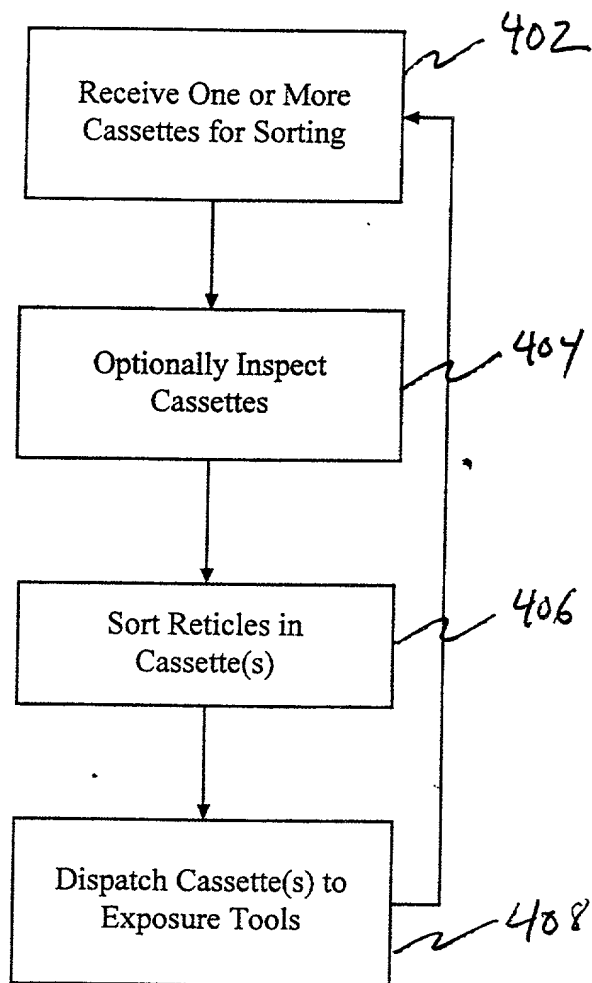 402
Receive One or More
Cassettes for Sorting
404
Optionally Inspect
Cassettes
406
Sort Reticles in
Cassette(s)
408
Dispatch Cassette(s) to
Exposure Tools